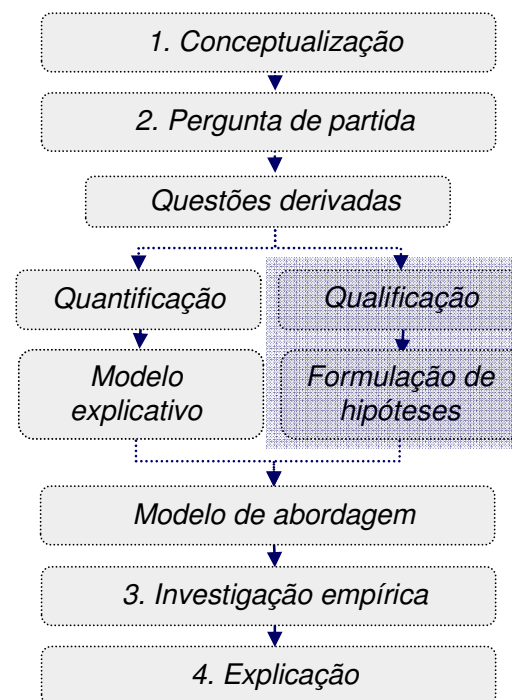 1. Conceptualização
2. Pergunta de partida
Questões derivadas
Quantificação
Qualificação
Modelo
explicativo
Formulação de
hipóteses
Modelo de abordagem
3. Investigação empírica
4. Explicação